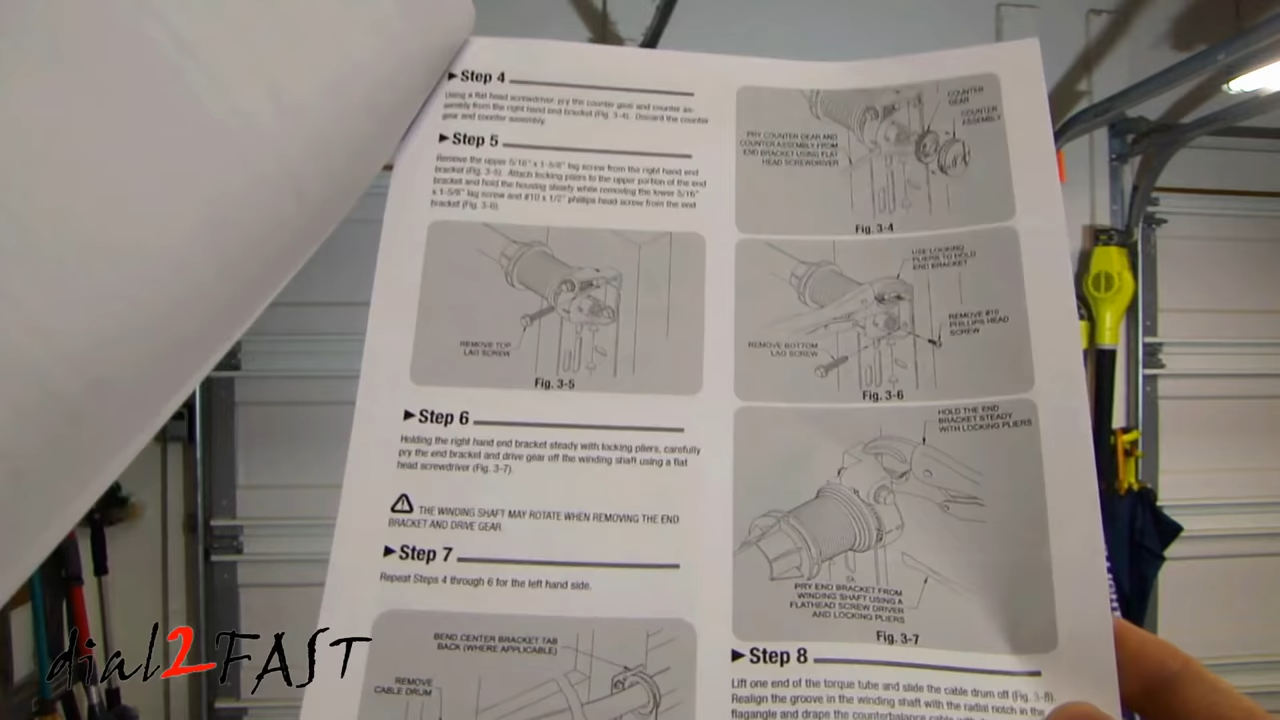 Step 4
Using a flat head screwdriver, pry the counter gear and counter as-
sembly from the right hand end bracket (Fig. 3-4). Discard the counter
gear and counter assembly.
Step 5
Remove the upper 5/16" x 1-5/8" lag screw from the right hand end
bracket (Fig. 3-5). Attach locking pliers to the upper portion of the end
bracket and hold the housing steady while removing the lower 5/16"
x 1-5/8" lag screw and #10 x 1/2" phillips head screw from the end
bracket (Fig. 3-6).
REMOVE TOP
LAG SCREW
Fig. 3-5
Step 6
Holding the right hand end bracket steady with locking pliers, carefully
pry the end bracket and drive gear off the winding shaft using a flat
head screwdriver (Fig. 3-7).
THE WINDING SHAFT MAY ROTATE WHEN REMOVING THE END
BRACKET AND DRIVE GEAR
Step 7
Repeat Steps 4 through 6 for the left hand side.
BEND CENTER BRACKET TAB
BACK (WHERE APPLICABLE)
REMOVE
CABLE DRUM
COUNTER
GEAR
COUNTER
ASSEMBLY
PRY COUNTER GEAR AND
COUNTER ASSEMBLY FROM
END BRACKET USING FLAT
HEAD SCREWDRIVER
Fig. 3-4
USE LOCKING
PLIERS TO HOLD
END BRACKET
REMOVE #10
PHILLIPS HEAD
SCREW
REMOVE BOTTOM
LAG SCREW
Fig. 3-6
HOLD THE END
BRACKET STEADY
WITH LOCKING PLIERS
PRY END BRACKET FROM
WINDING SHAFT USING A
FLATHEAD SCREW DRIVER
AND LOCKING PLIERS
Fig. 3-7
Step 8
Lift one end of the torque tube and slide the cable drum off (Fig. 3-8).
Realign the groove in the winding shaft with the radial notch in the
flagangle and drape the counterbalance cable
dial2FAST